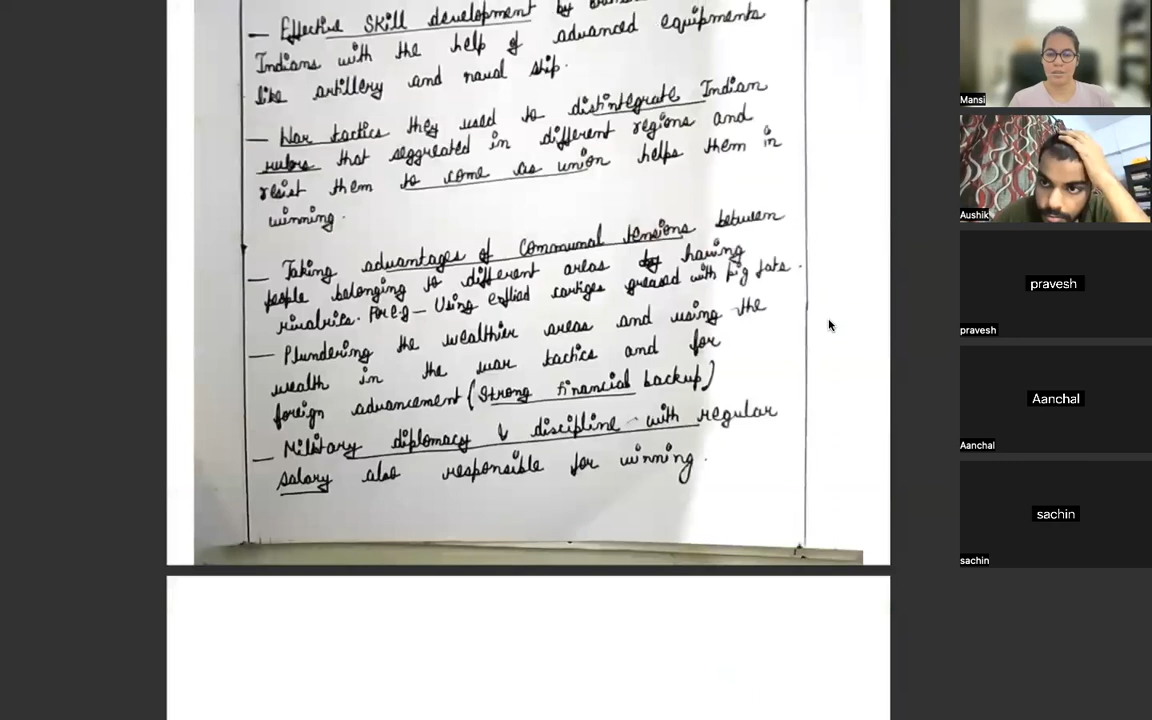 — Effective Skill development by
Indians with the help of advanced equipments
like artillery and naval ship.
— War tactics they used to distintegrate Indian
rulers that seggreated in different regions and
resist them to come as union helps them in
winning.
— Taking advantages of Communal tensions between
people belonging to different areas having
rivalries. For e.g — Using enfliad cartiges greased with pig fats.
— Plundering the wealthier areas and using the
wealth in the war tactics and for
foreign advancement (Strong financial backup)
— Military diplomacy & discipline with regular
salary also responsible for winning.
Mansi
Aushik
pravesh
pravesh
Aanchal
Aanchal
sachin
sachin